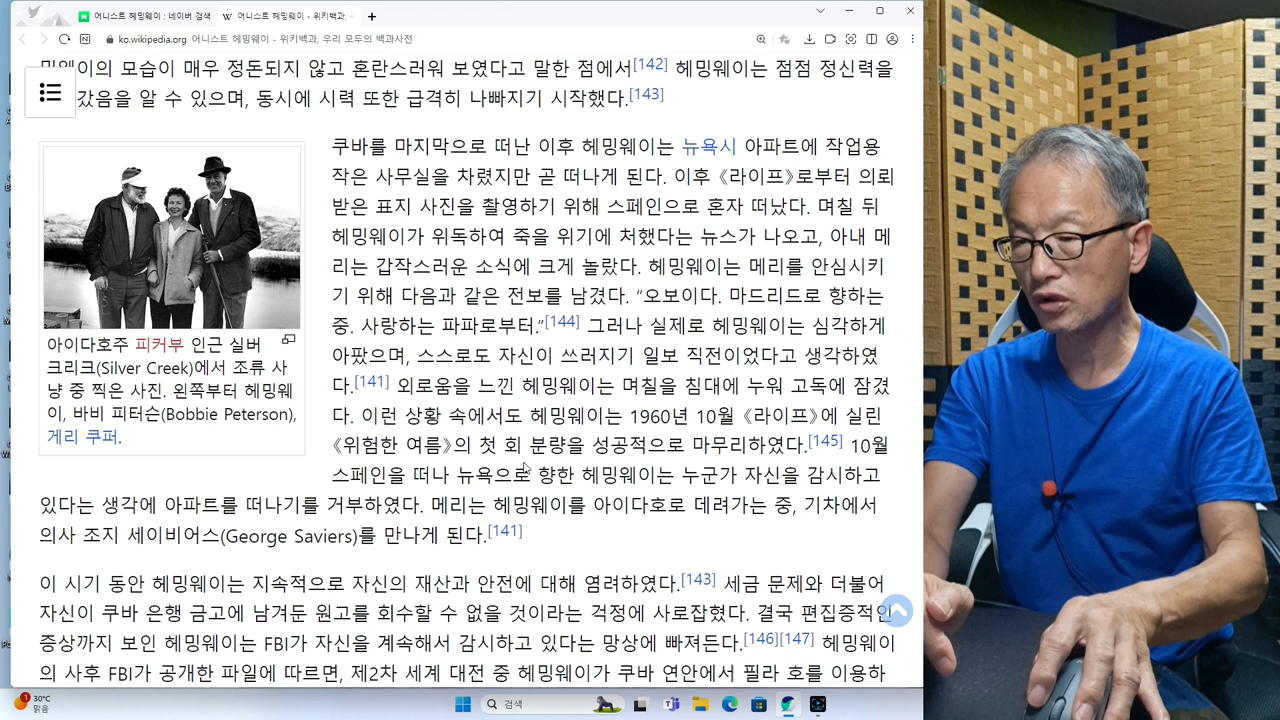 어니스트 헤밍웨이 : 네이버 검색
어니스트 헤밍웨이 - 위키백과,
ko.wikipedia.org 어니스트 헤밍웨이 - 위키백과, 우리 모두의 백과사전
모습이 매우 정돈되지 않고 혼란스러워 보였다고 말한 점에서[142] 헤밍웨이는 점점 정신력을
갔음을 알 수 있으며, 동시에 시력 또한 급격히 나빠지기 시작했다.[143]
쿠바를 마지막으로 떠난 이후 헤밍웨이는 뉴욕시 아파트에 작업용
작은 사무실을 차렸지만 곧 떠나게 된다. 이후 《라이프》로부터 의뢰
받은 표지 사진을 촬영하기 위해 스페인으로 혼자 떠났다. 며칠 뒤
헤밍웨이가 위독하여 죽을 위기에 처했다는 뉴스가 나오고, 아내 메
리는 갑작스러운 소식에 크게 놀랐다. 헤밍웨이는 메리를 안심시키
기 위해 다음과 같은 전보를 남겼다. “오보이다. 마드리드로 향하는
중. 사랑하는 파파로부터.”[144] 그러나 실제로 헤밍웨이는 심각하게
아팠으며, 스스로도 자신이 쓰러지기 일보 직전이었다고 생각하였
다.[141] 외로움을 느낀 헤밍웨이는 며칠을 침대에 누워 고독에 잠겼
다. 이런 상황 속에서도 헤밍웨이는 1960년 10월 《라이프》에 실린
《위험한 여름》의 첫 회 분량을 성공적으로 마무리하였다.[145] 10월
스페인을 떠나 뉴욕으로 향한 헤밍웨이는 누군가 자신을 감시하고
있다는 생각에 아파트를 떠나기를 거부하였다. 메리는 헤밍웨이를 아이다호로 데려가는 중, 기차에서
의사 조지 세이비어스(George Saviers)를 만나게 된다.[141]
아이다호주 피커부 인근 실버
크리크(Silver Creek)에서 조류 사
냥 중 찍은 사진. 왼쪽부터 헤밍웨
이, 바비 피터슨(Bobbie Peterson),
게리 쿠퍼.
이 시기 동안 헤밍웨이는 지속적으로 자신의 재산과 안전에 대해 염려하였다.[143] 세금 문제와 더불어
자신이 쿠바 은행 금고에 남겨둔 원고를 회수할 수 없을 것이라는 걱정에 사로잡혔다. 결국 편집증적인
증상까지 보인 헤밍웨이는 FBI가 자신을 계속해서 감시하고 있다는 망상에 빠져든다.[146][147] 헤밍웨이
의 사후 FBI가 공개한 파일에 따르면, 제2차 세계 대전 중 헤밍웨이가 쿠바 연안에서 필라 호를 이용하
1
30°C
맑음
검색